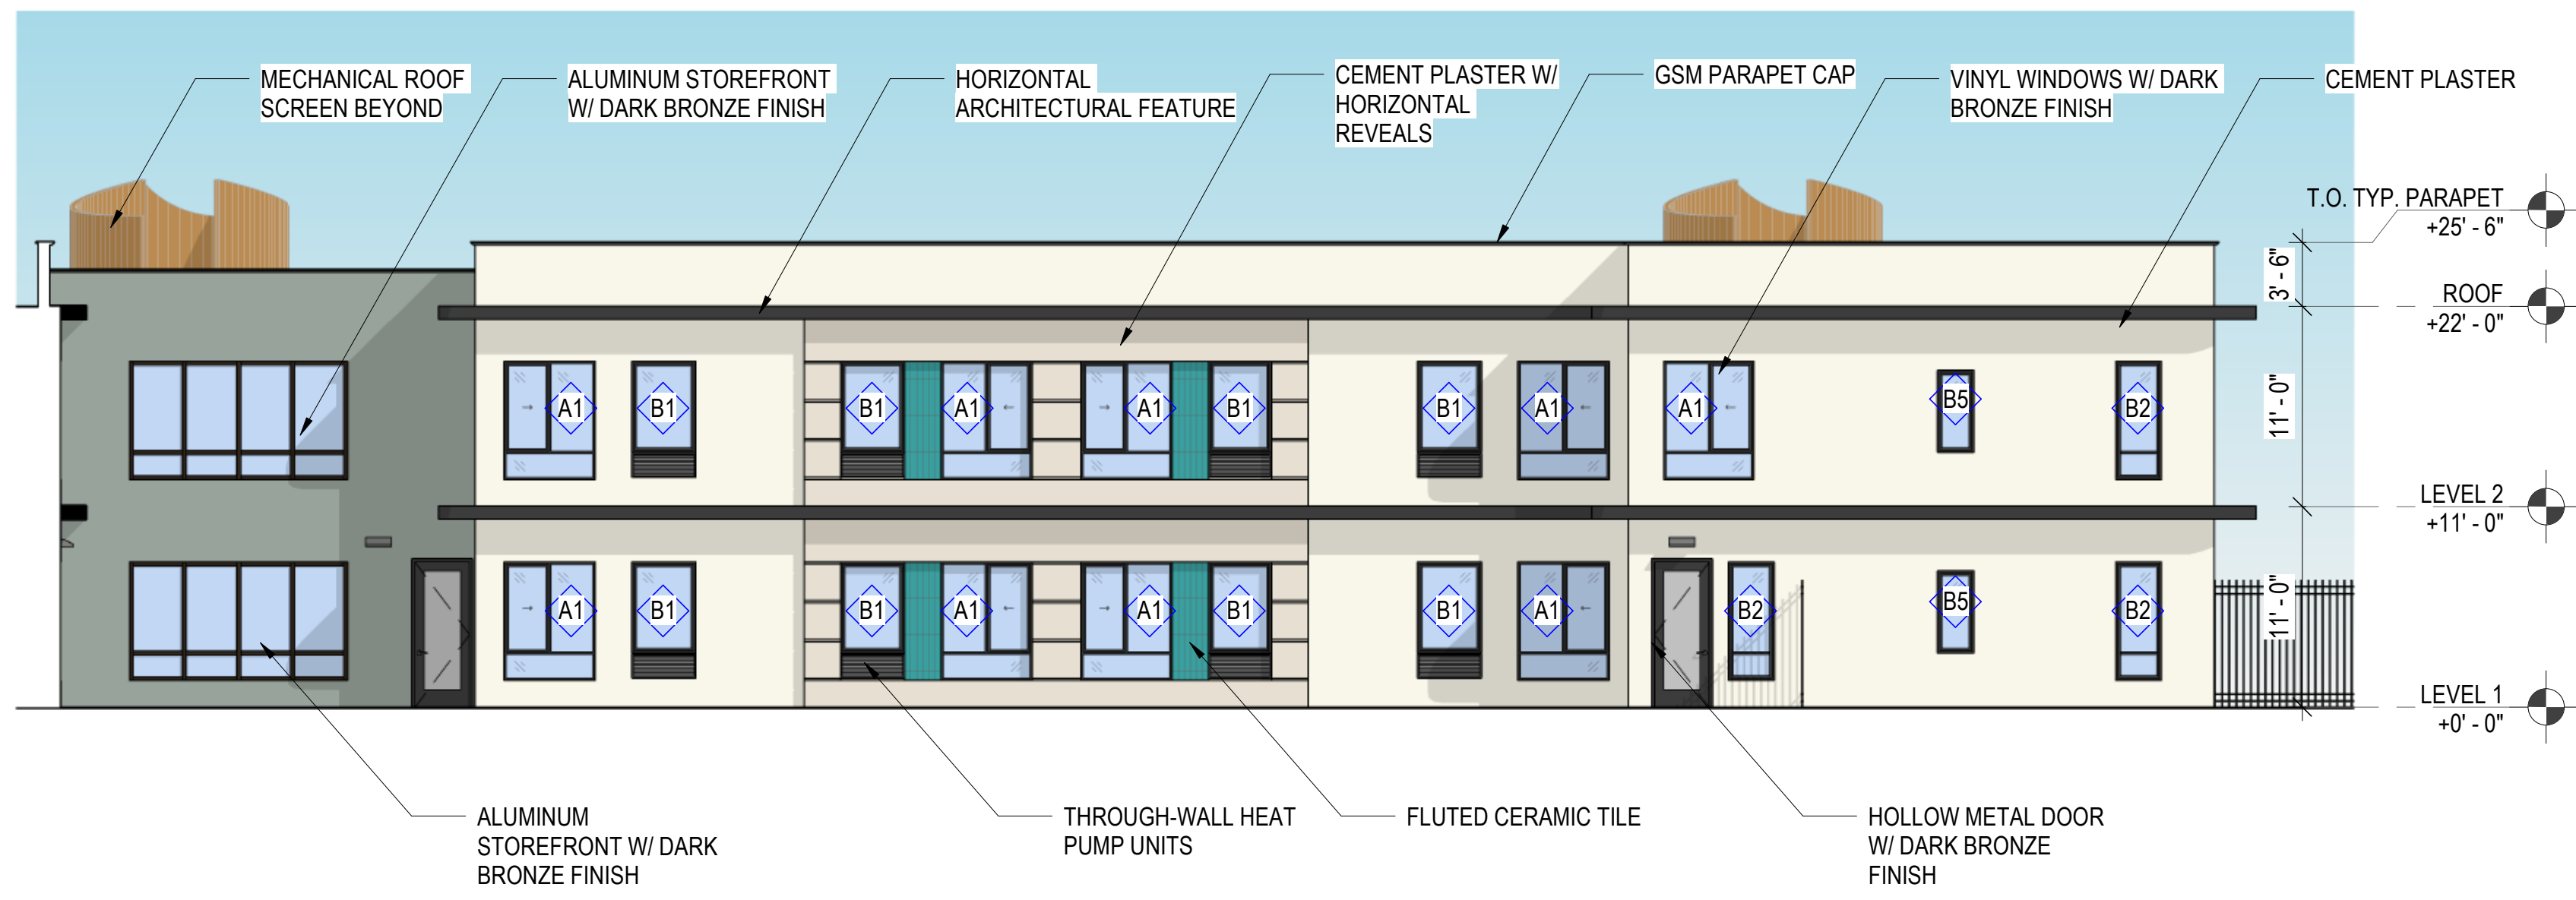 MECHANICAL ROOF
SCREEN BEYOND
ALUMINUM STOREFRONT
W/ DARK BRONZE FINISH
HORIZONTAL
ARCHITECTURAL FEATURE
CEMENT PLASTER W/
HORIZONTAL
REVEALS
GSM PARAPET CAP
VINYL WINDOWS W/ DARK
BRONZE FINISH
CEMENT PLASTER
T.O. TYP. PARAPET
+25' - 6"
3' - 6"
ROOF
+22' - 0"
11' - 0"
A1
B1
B1
A1
A1
B1
B1
A1
A1
B5
B2
LEVEL 2
+11' - 0"
11' - 0"
A1
B1
B1
A1
A1
B1
B1
A1
B2
B5
B2
LEVEL 1
+0' - 0"
ALUMINUM
STOREFRONT W/ DARK
BRONZE FINISH
THROUGH-WALL HEAT
PUMP UNITS
FLUTED CERAMIC TILE
HOLLOW METAL DOOR
W/ DARK BRONZE
FINISH